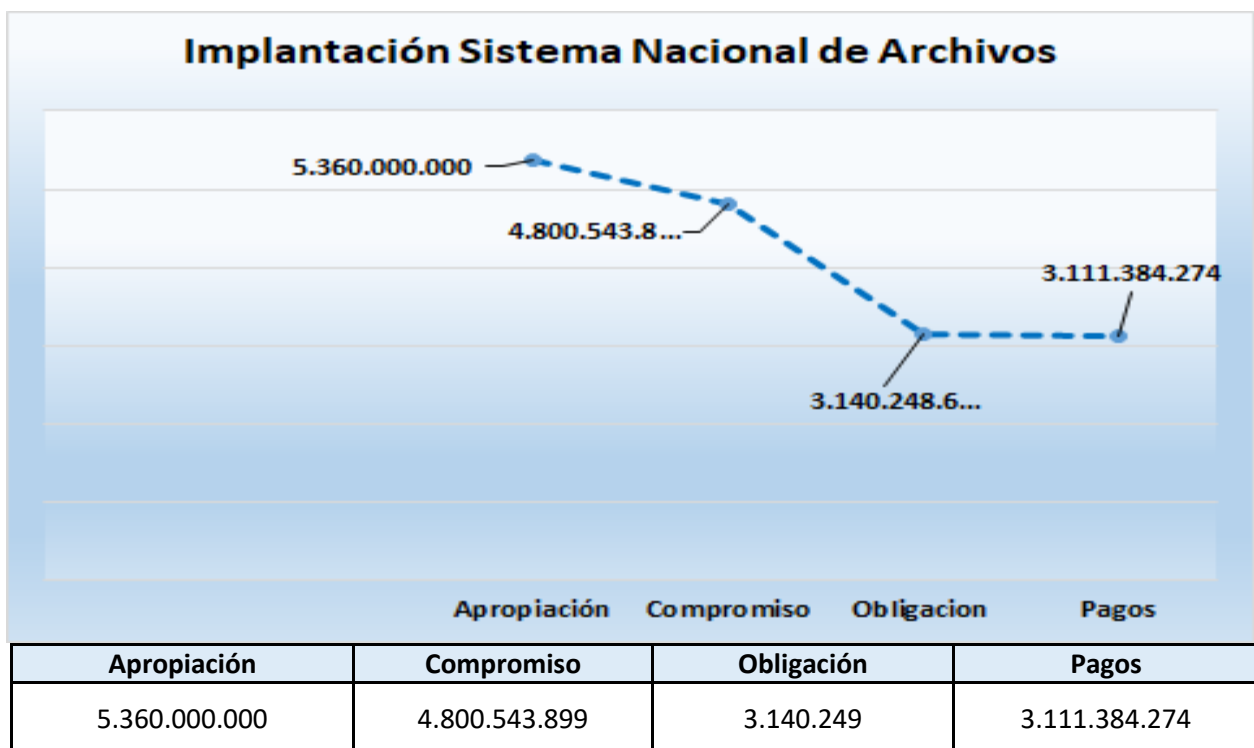 Implantación Sistema Nacional de Archivos
5.360.000.000
4.800.543.8...
3.111.384.274
3.140.248.6...
Apropiación Compromiso Obligacion Pagos
Apropiación Compromiso Obligación Pagos
5.360.000.000 4.800.543.899 3.140.249 3.111.384.274